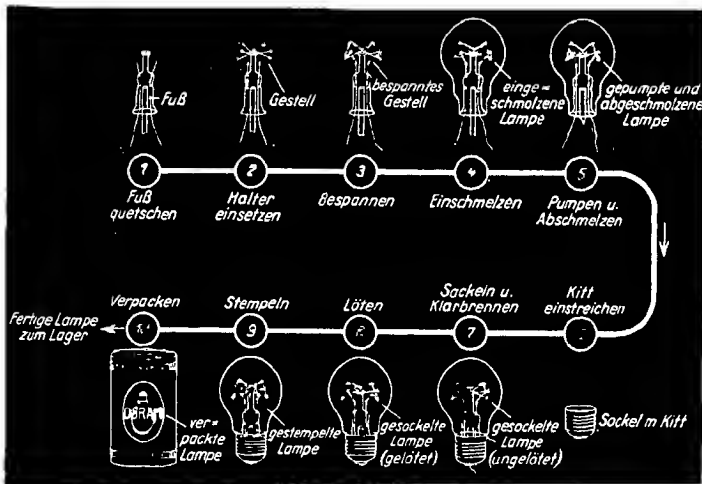 Fuß
Gestell
bespanntes
Gestell
einge=
schmolzene
Lampe
gepumpte und
abgeschmolzene
Lampe
1
2
3
4
5
Fuß
quetschen
Halter
einsetzen
Bespannen
Einschmelzen
Pumpen u.
Abschmelzen
Verpacken
Stempeln
Löten
Sockeln u.
Klarbrennen
Kitt
einstreichen
Fertige Lampe
zum Lager
9
8
7
OSRAM
ver=
packte
Lampe
gestempelte
Lampe
gesockelte
Lampe
(gelötet)
gesockelte
Lampe
(ungelötet)
Sockel m Kitt